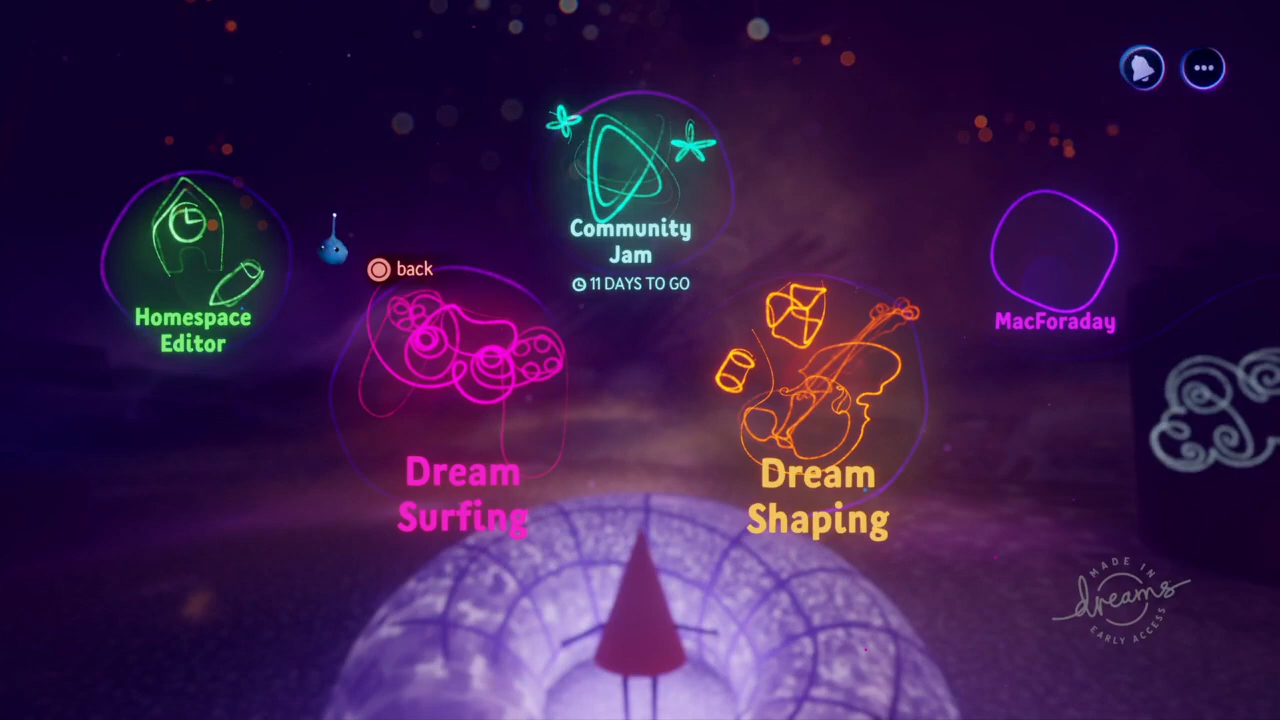 Community
Jam
11 DAYS TO GO
Homespace
Editor
back
MacForaday
Dream
Surfing
Dream
Shaping
MADE IN
dreams
EARLY ACCESS